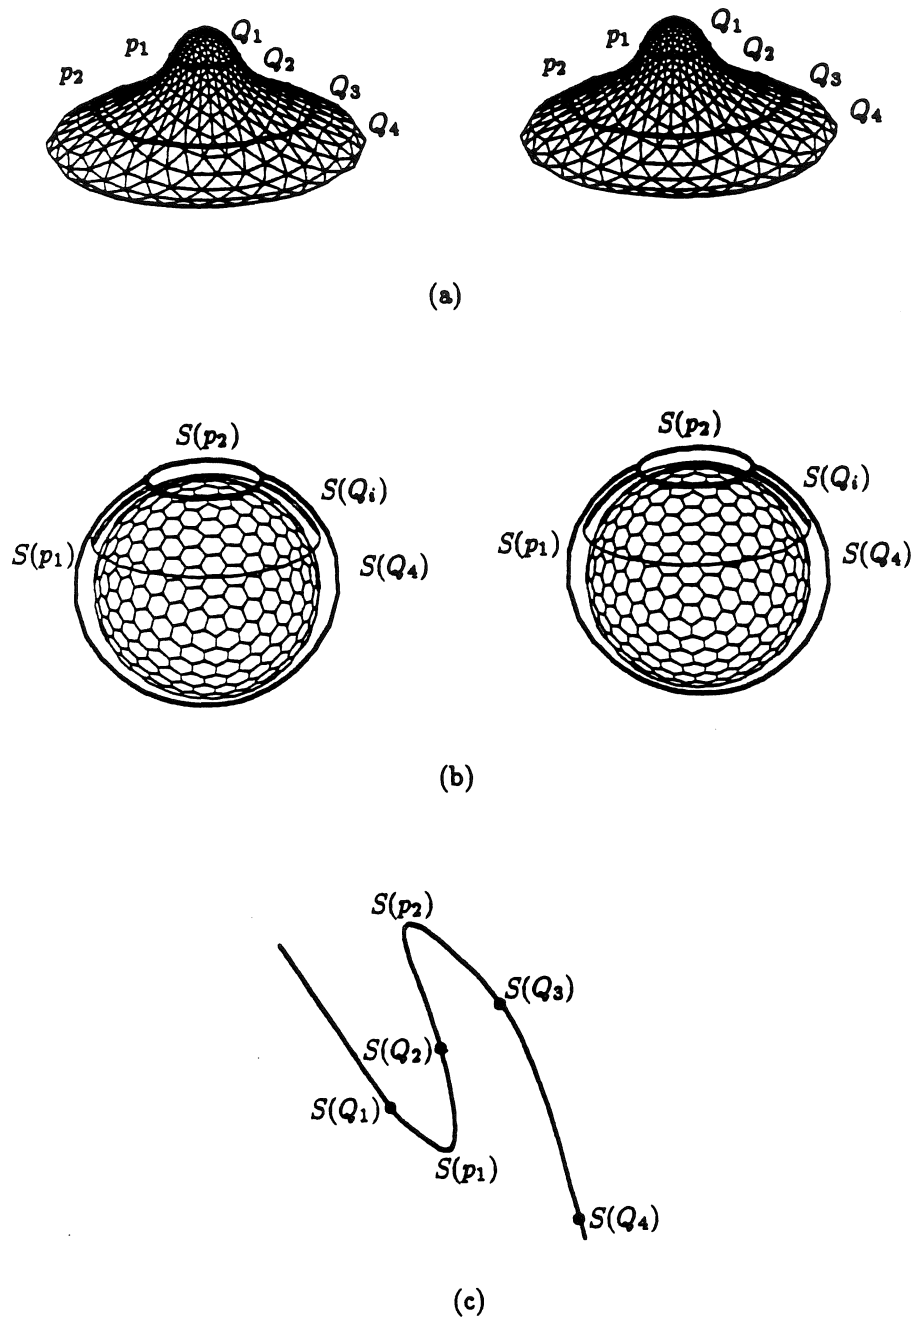 p₁ Q₁
p₂ Q₂
Q₃
Q₄
p₁ Q₁
p₂ Q₂
Q₃
Q₄
(a)
S(p₂)
S(Qᵢ)
S(p₁)
S(Q₄)
S(p₂)
S(Qᵢ)
S(p₁)
S(Q₄)
(b)
S(p₂)
S(Q₃)
S(Q₂)
S(Q₁)
S(p₁)
S(Q₄)
(c)